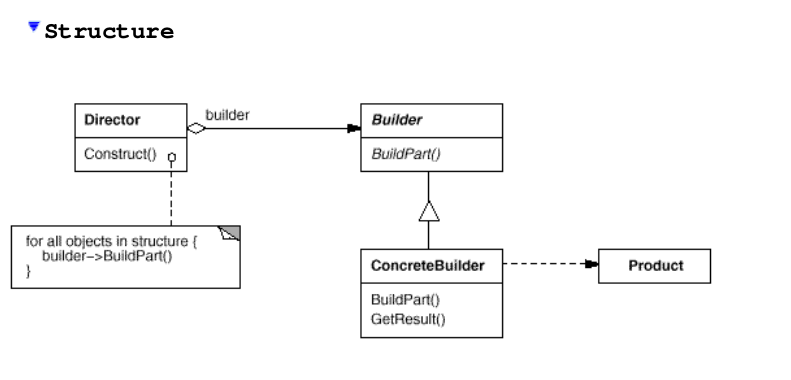 Structure
Director
Construct()
builder
Builder
BuildPart()
for all objects in structure {
builder->BuildPart()
}
ConcreteBuilder
BuildPart()
GetResult()
Product